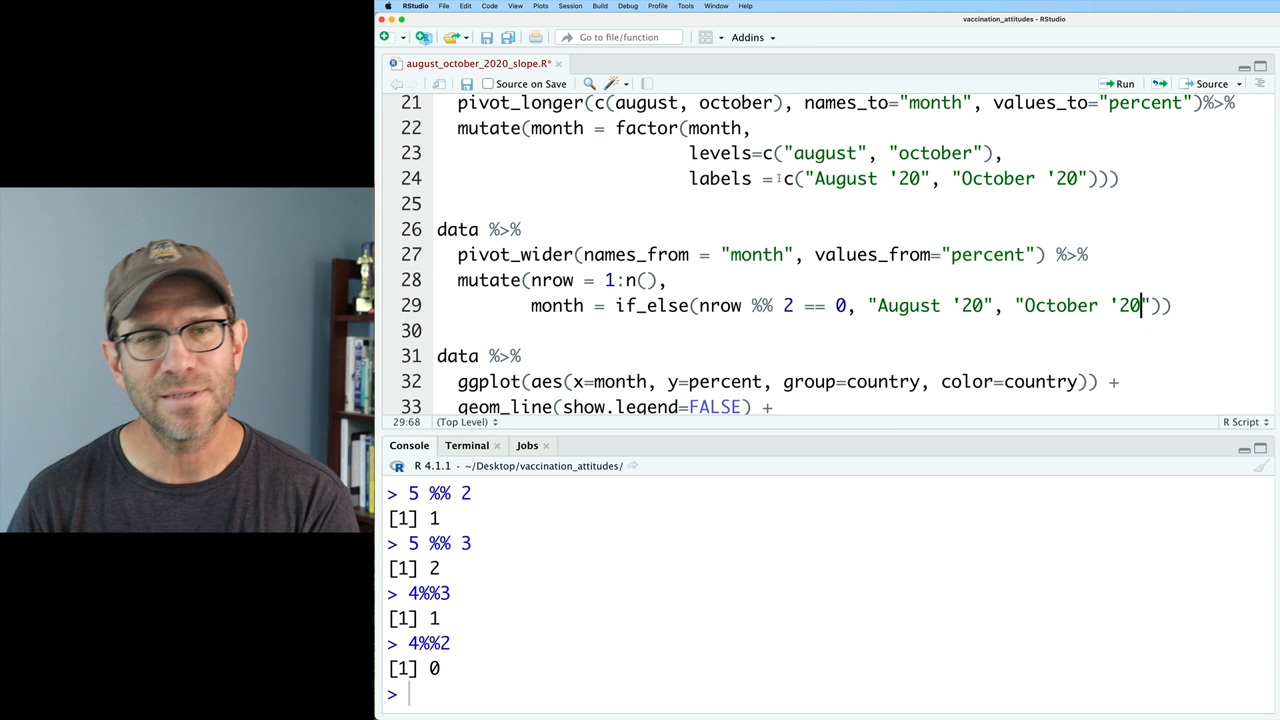 RStudio File Edit Code View Plots Session Build Debug Profile Tools Window Help
vaccination_attitudes - RStudio
Go to file/function Addins
august_october_2020_slope.R*
Source on Save Run Source
21 pivot_longer(c(august, october), names_to="month", values_to="percent")%>%
22 mutate(month = factor(month,
23 levels=c("august", "october"),
24 labels = c("August '20", "October '20")))
25
26 data %>%
27 pivot_wider(names_from = "month", values_from="percent") %>%
28 mutate(nrow = 1:n(),
29 month = if_else(nrow %% 2 == 0, "August '20", "October '20"))
30
31 data %>%
32 ggplot(aes(x=month, y=percent, group=country, color=country)) +
33 geom_line(show.legend=FALSE) +
29:68 (Top Level) R Script
Console Terminal Jobs
R 4.1.1 · ~/Desktop/vaccination_attitudes/
> 5 %% 2
[1] 1
> 5 %% 3
[1] 2
> 4%%3
[1] 1
> 4%%2
[1] 0
>